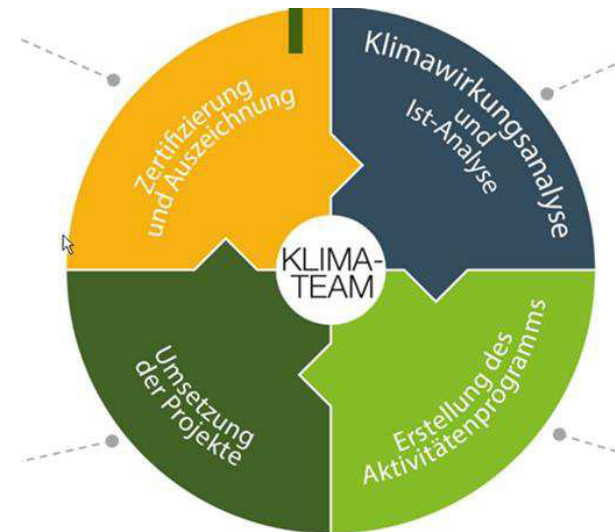 Zertifizierung
und Auszeichnung
Klimawirkungsanalyse
und
Ist-Analyse
KLIMA-
TEAM
Umsetzung
der Projekte
Erstellung des
Aktivitätenprogramms